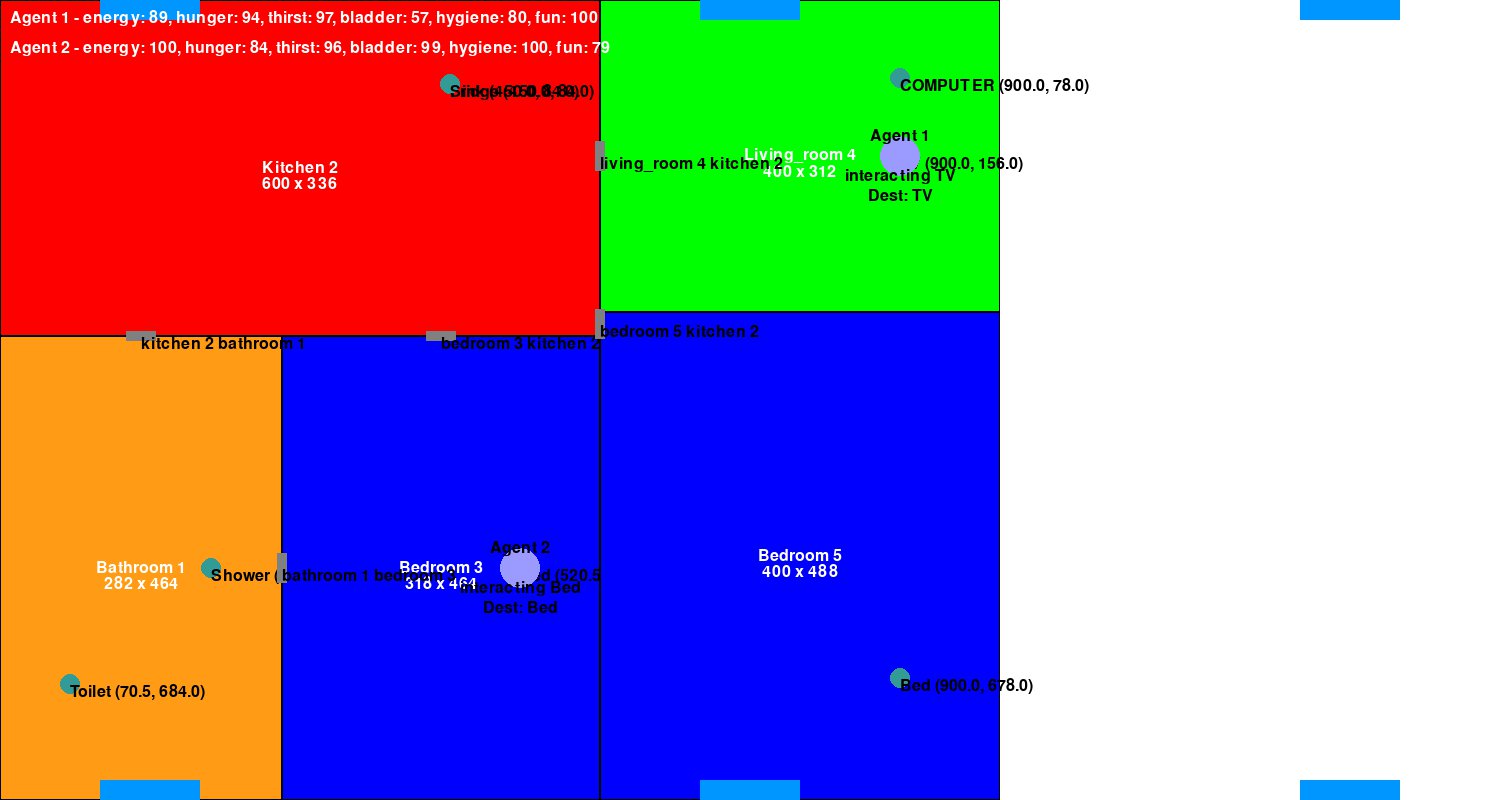 Agent 1 - energy: 89, hunger: 94, thirst: 97, bladder: 57, hygiene: 80, fun: 100
Agent 2 - energy: 100, hunger: 84, thirst: 96, bladder: 99, hygiene: 100, fun: 79
COMPUTER (900.0, 78.0)
Agent 1
Living_room 4
400 x 312
(900.0, 156.0)
living_room 4 kitchen 2
interacting TV
Dest: TV
Kitchen 2
600 x 336
bedroom 5 kitchen 2
kitchen 2 bathroom 1
bedroom 3 kitchen 2
Agent 2
Bathroom 1
282 x 464
Bedroom 3
318 x 464
Bedroom 5
400 x 488
Shower (
bathroom 1 bedroom 3
(520.5
interacting Bed
Dest: Bed
Toilet (70.5, 684.0)
Bed (900.0, 678.0)